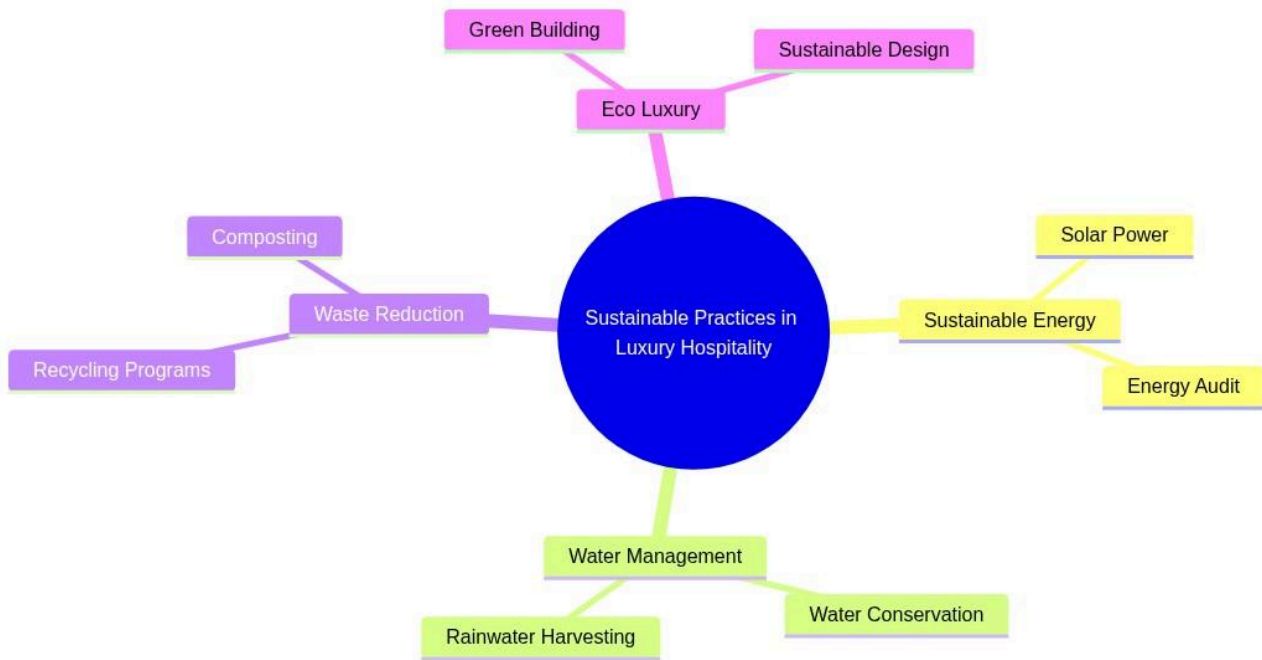 Green Building
Sustainable Design
Eco Luxury
Composting
Waste Reduction
Recycling Programs
Sustainable Practices in
Luxury Hospitality
Solar Power
Sustainable Energy
Energy Audit
Water Management
Rainwater Harvesting
Water Conservation